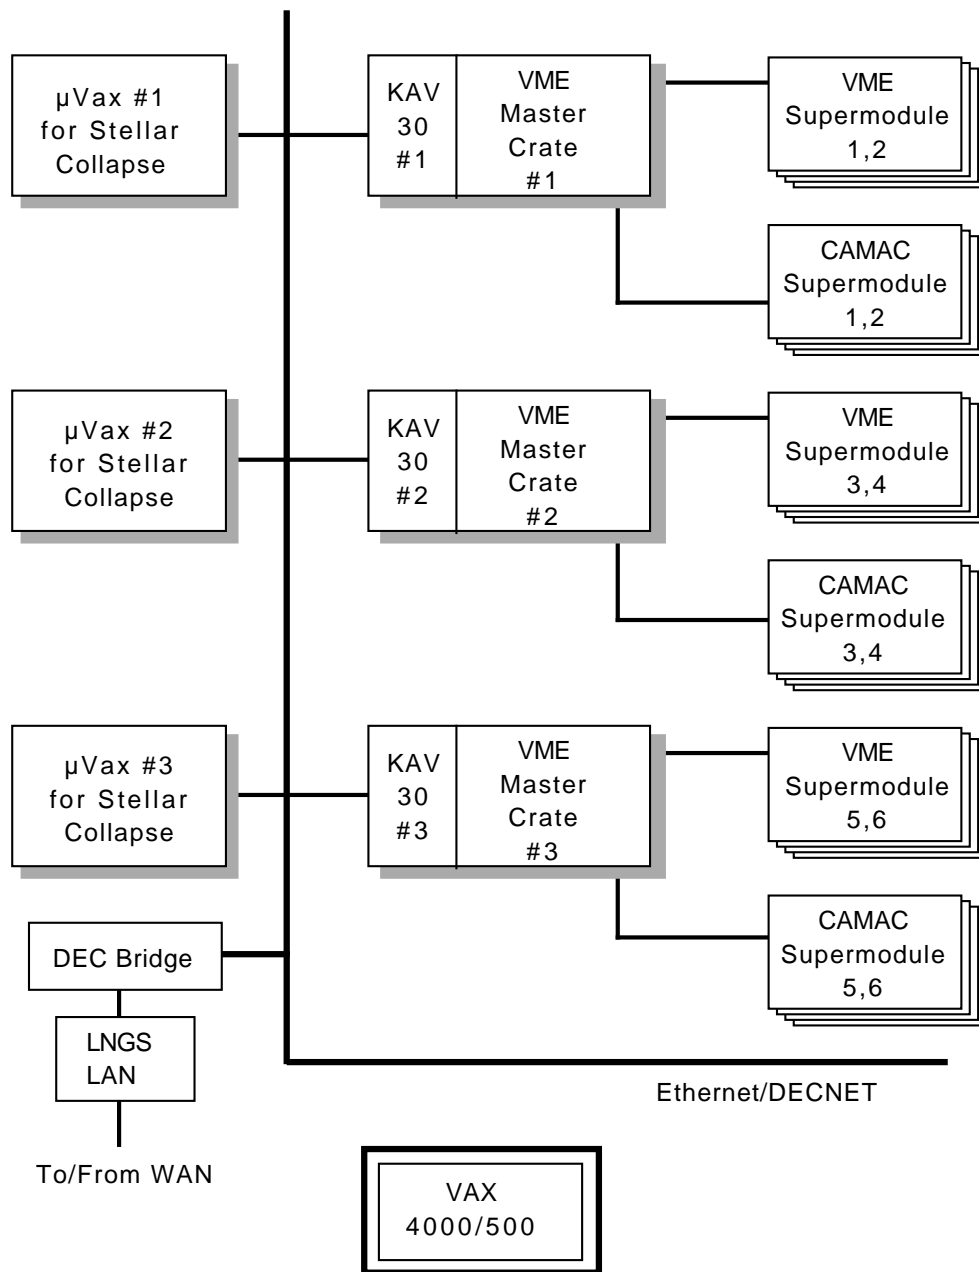 µVax #1
for Stellar
Collapse
KAV
30
#1
VME
Master
Crate
#1
VME
Supermodule
1,2
CAMAC
Supermodule
1,2
µVax #2
for Stellar
Collapse
KAV
30
#2
VME
Master
Crate
#2
VME
Supermodule
3,4
CAMAC
Supermodule
3,4
µVax #3
for Stellar
Collapse
KAV
30
#3
VME
Master
Crate
#3
VME
Supermodule
5,6
CAMAC
Supermodule
5,6
DEC Bridge
LNGS
LAN
To/From WAN
Ethernet/DECNET
VAX
4000/500